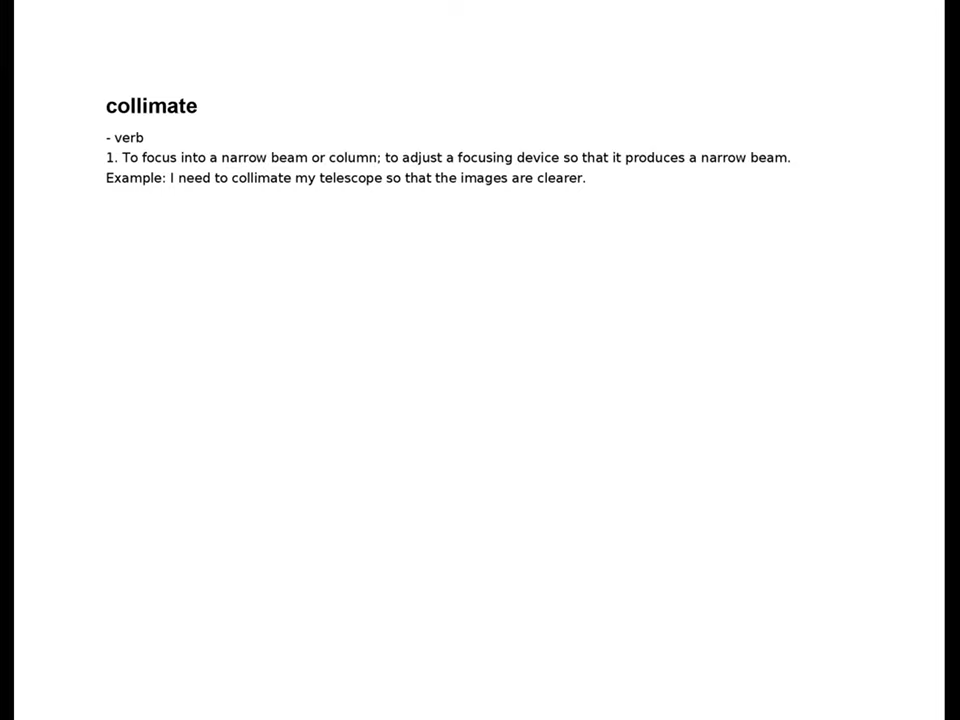 collimate
- verb
1. To focus into a narrow beam or column; to adjust a focusing device so that it produces a narrow beam.
Example: I need to collimate my telescope so that the images are clearer.